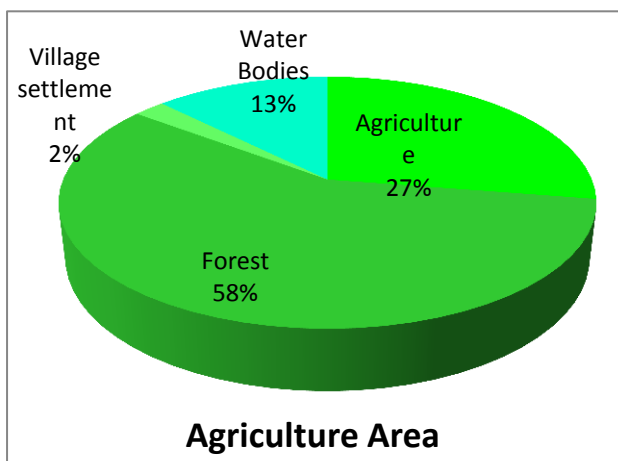 Village
settleme
nt
2%
Water
Bodies
13%
Agricultur
e
27%
Forest
58%
Agriculture Area